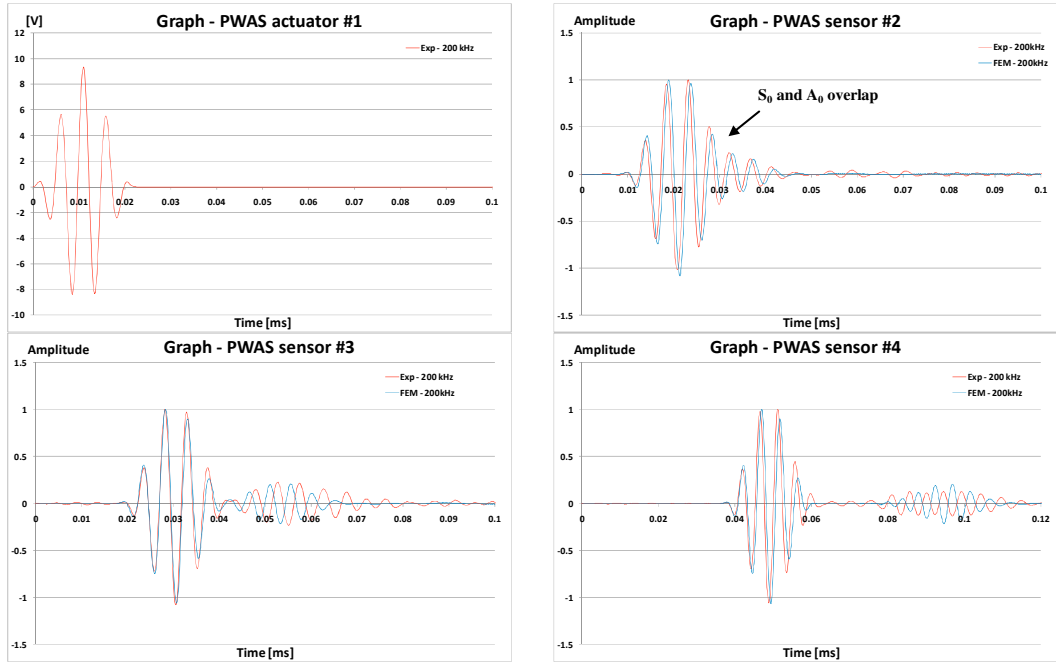 Graph - PWAS actuator #1
[V]
12
10
8
6
4
2
0
-2
-4
-6
-8
-10
0 0.01 0.02 0.03 0.04 0.05 0.06 0.07 0.08 0.09 0.1
Exp - 200 kHz
Time [ms]
Graph - PWAS sensor #2
Amplitude
1.5
1
0.5
0
-0.5
-1
-1.5
0 0.01 0.02 0.03 0.04 0.05 0.06 0.07 0.08 0.09 0.1
Exp - 200kHz
FEM - 200kHz
S0 and A0 overlap
Time [ms]
Graph - PWAS sensor #3
Amplitude
1.5
1
0.5
0
-0.5
-1
-1.5
0 0.01 0.02 0.03 0.04 0.05 0.06 0.07 0.08 0.09 0.1
Exp - 200 kHz
FEM - 200kHz
Time [ms]
Graph - PWAS sensor #4
Amplitude
1.5
1
0.5
0
-0.5
-1
-1.5
0 0.02 0.04 0.06 0.08 0.1 0.12
Exp - 200 kHz
FEM - 200kHz
Time [ms]